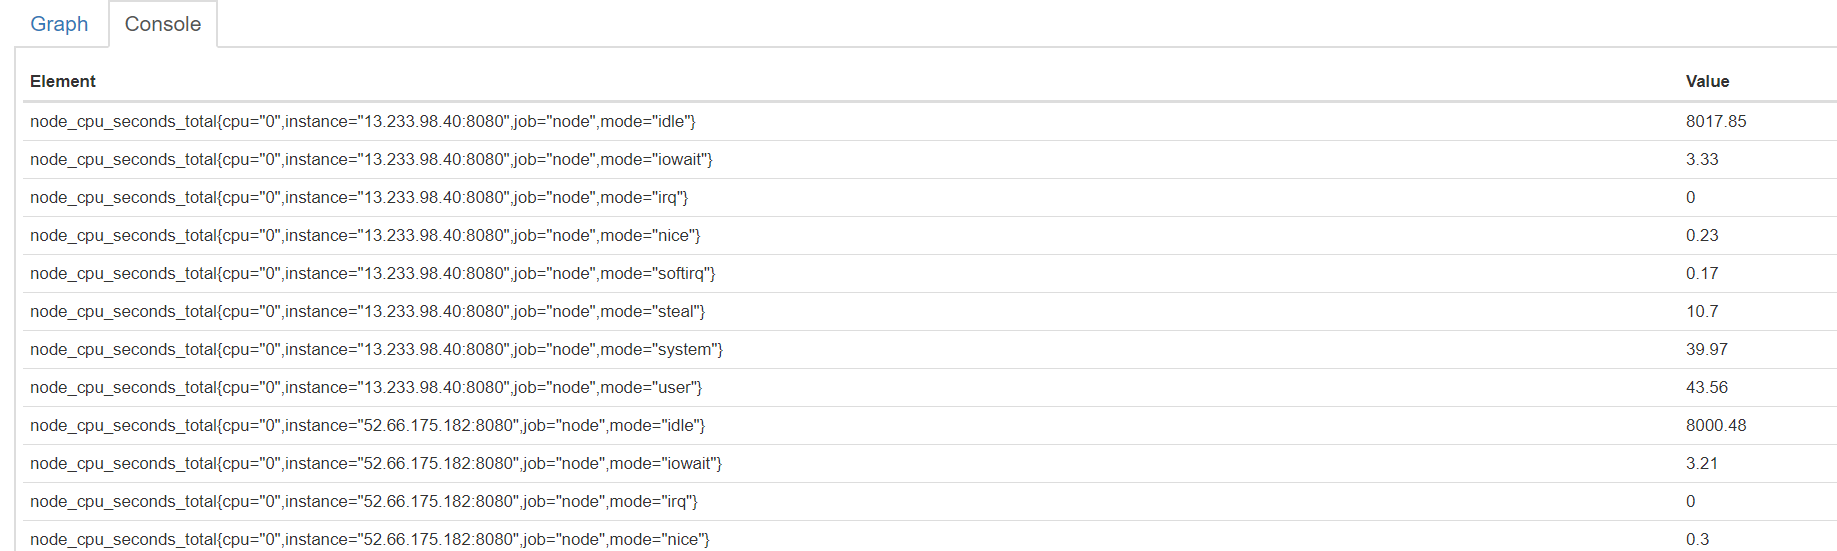 Graph Console
Element Value
node_cpu_seconds_total{cpu="0",instance="13.233.98.40:8080",job="node",mode="idle"} 8017.85
node_cpu_seconds_total{cpu="0",instance="13.233.98.40:8080",job="node",mode="iowait"} 3.33
node_cpu_seconds_total{cpu="0",instance="13.233.98.40:8080",job="node",mode="irq"} 0
node_cpu_seconds_total{cpu="0",instance="13.233.98.40:8080",job="node",mode="nice"} 0.23
node_cpu_seconds_total{cpu="0",instance="13.233.98.40:8080",job="node",mode="softirq"} 0.17
node_cpu_seconds_total{cpu="0",instance="13.233.98.40:8080",job="node",mode="steal"} 10.7
node_cpu_seconds_total{cpu="0",instance="13.233.98.40:8080",job="node",mode="system"} 39.97
node_cpu_seconds_total{cpu="0",instance="13.233.98.40:8080",job="node",mode="user"} 43.56
node_cpu_seconds_total{cpu="0",instance="52.66.175.182:8080",job="node",mode="idle"} 8000.48
node_cpu_seconds_total{cpu="0",instance="52.66.175.182:8080",job="node",mode="iowait"} 3.21
node_cpu_seconds_total{cpu="0",instance="52.66.175.182:8080",job="node",mode="irq"} 0
node_cpu_seconds_total{cpu="0",instance="52.66.175.182:8080",job="node",mode="nice"} 0.3